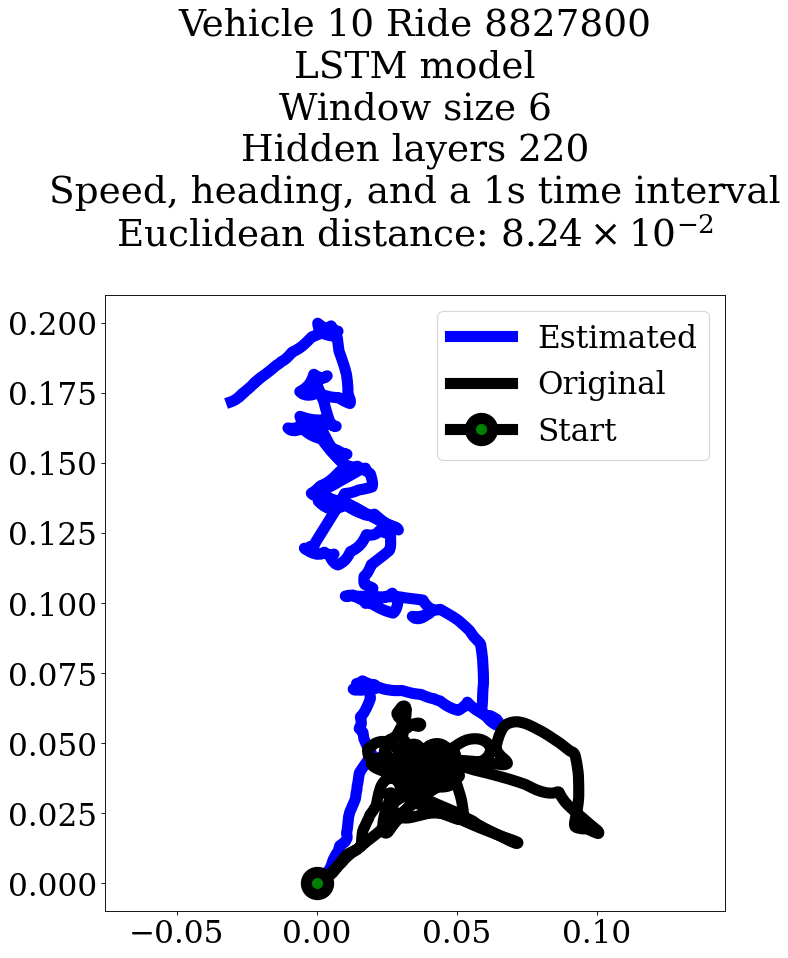 Vehicle 10 Ride 8827800
LSTM model
Window size 6
Hidden layers 220
Speed, heading, and a 1s time interval
Euclidean distance: 8.24 × 10⁻²
Estimated
Original
Start
0.200
0.175
0.150
0.125
0.100
0.075
0.050
0.025
0.000
−0.05 0.00 0.05 0.10